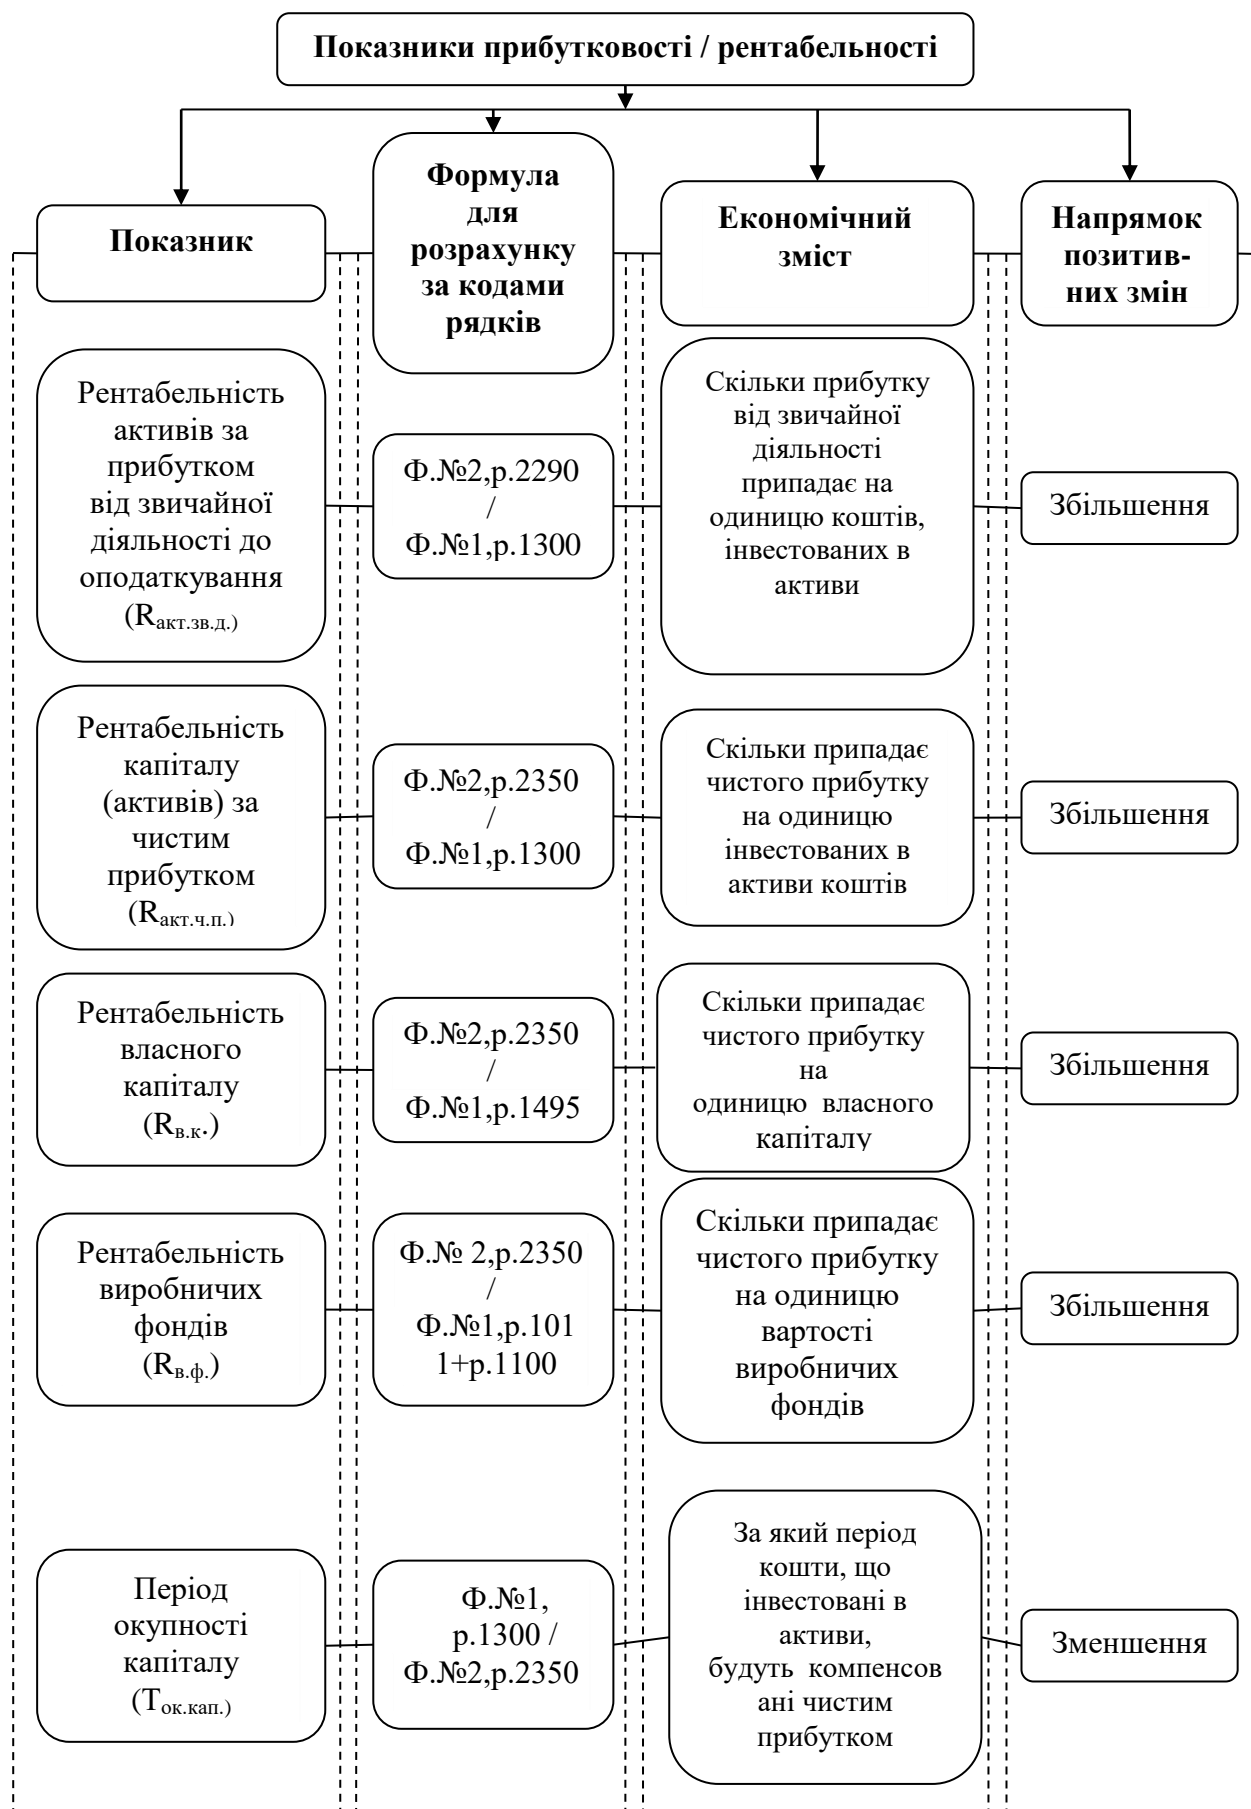 Показники прибутковості / рентабельності
Показник
Формула
для
розрахунку
за кодами
рядків
Економічний
зміст
Напрямок
позитив-
них змін
Рентабельність
активів за
прибутком
від звичайної
діяльності до
оподаткування
(Rакт.зв.д.)
Ф.№2,р.2290
/
Ф.№1,р.1300
Скільки прибутку
від звичайної
діяльності
припадає на
одиницю коштів,
інвестованих в
активи
Збільшення
Рентабельність
капіталу
(активів) за
чистим
прибутком
(Rакт.ч.п.)
Ф.№2,р.2350
/
Ф.№1,р.1300
Скільки припадає
чистого прибутку
на одиницю
інвестованих в
активи коштів
Збільшення
Рентабельність
власного
капіталу
(Rв.к.)
Ф.№2,р.2350
/
Ф.№1,р.1495
Скільки припадає
чистого прибутку
на
одиницю власного
капіталу
Збільшення
Рентабельність
виробничих
фондів
(Rв.ф.)
Ф.№ 2,р.2350
/
Ф.№1,р.101
1+р.1100
Скільки припадає
чистого прибутку
на одиницю
вартості
виробничих
фондів
Збільшення
Період
окупності
капіталу
(Tок.кап.)
Ф.№1,
р.1300 /
Ф.№2,р.2350
За який період
кошти, що
інвестовані в
активи,
будуть компенсов
ані чистим
прибутком
Зменшення